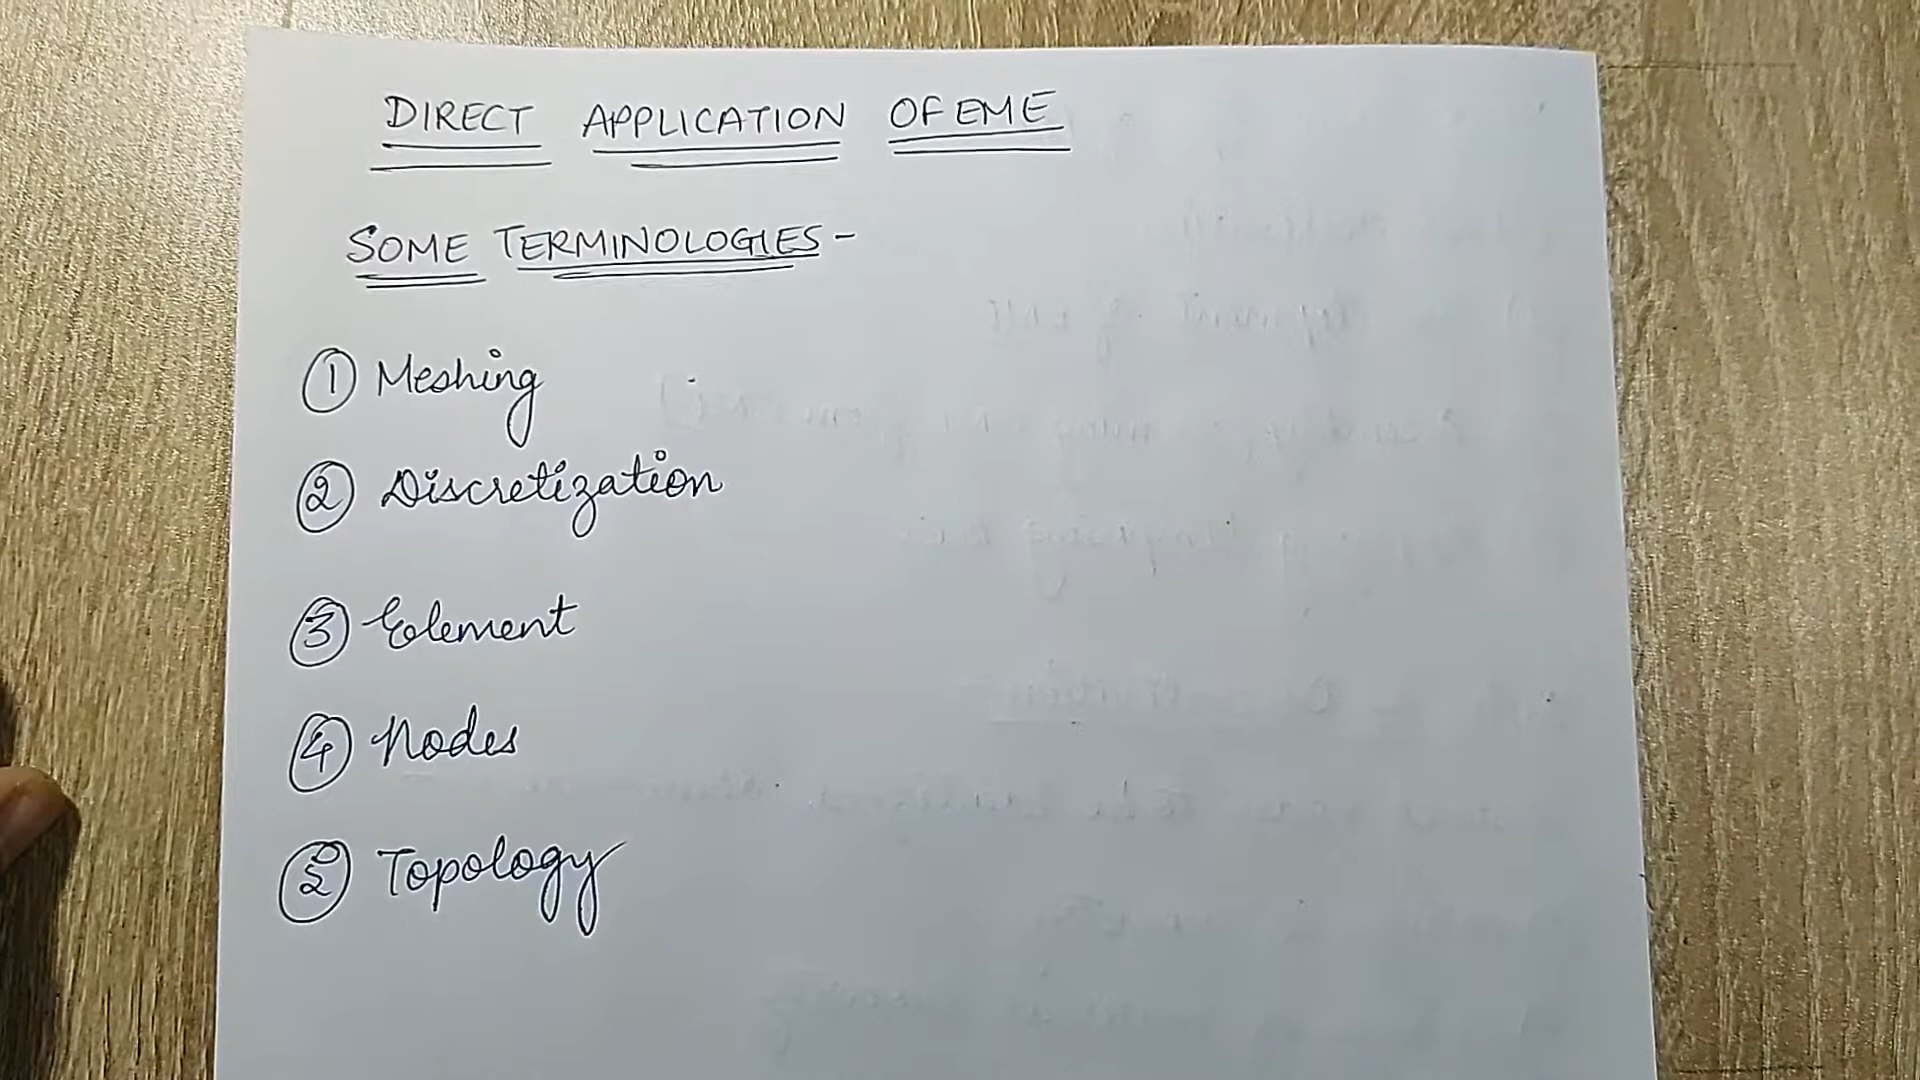 DIRECT APPLICATION OF EME
SOME TERMINOLOGIES -
① Meshing
② Discretization
③ Element
④ Nodes
⑤ Topology